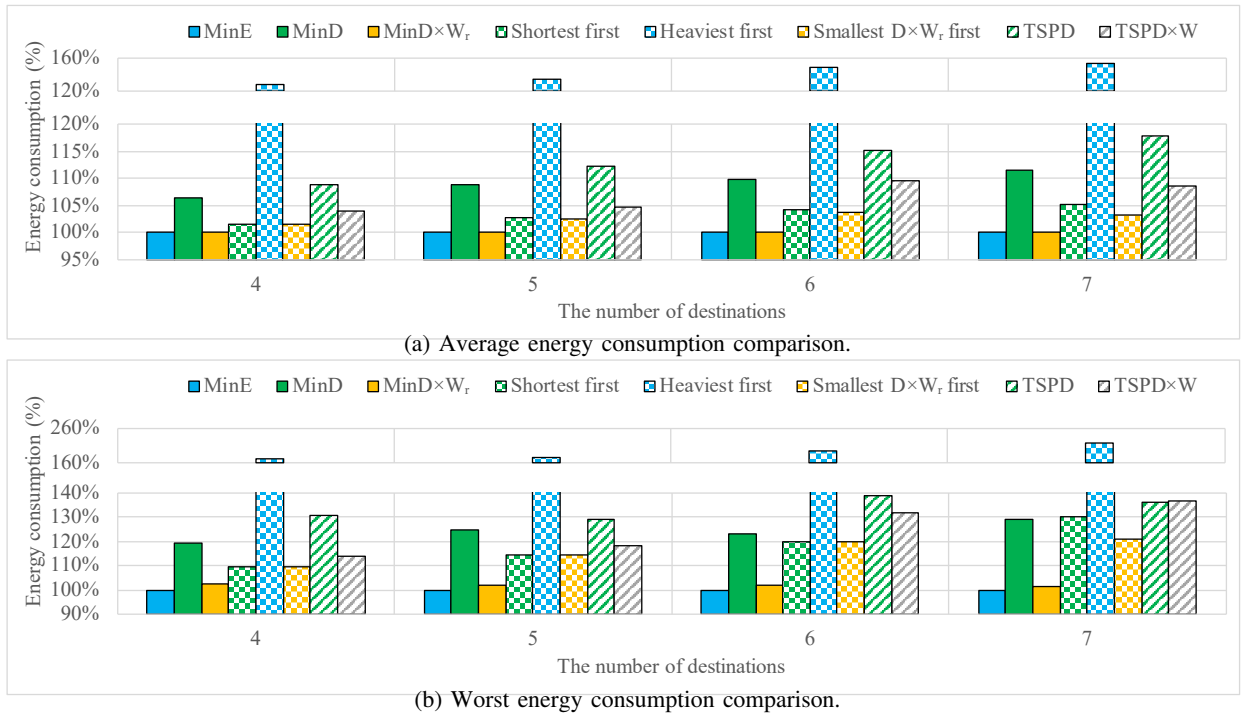 MinE MinD MinD×Wᵣ Shortest first Heaviest first Smallest D×Wᵣ first TSPD TSPD×W
Energy consumption (%)
160%
120%
120%
115%
110%
105%
100%
95%
4 5 6 7
The number of destinations
(a) Average energy consumption comparison.
MinE MinD MinD×Wᵣ Shortest first Heaviest first Smallest D×Wᵣ first TSPD TSPD×W
Energy consumption (%)
260%
160%
140%
130%
120%
110%
100%
90%
4 5 6 7
The number of destinations
(b) Worst energy consumption comparison.